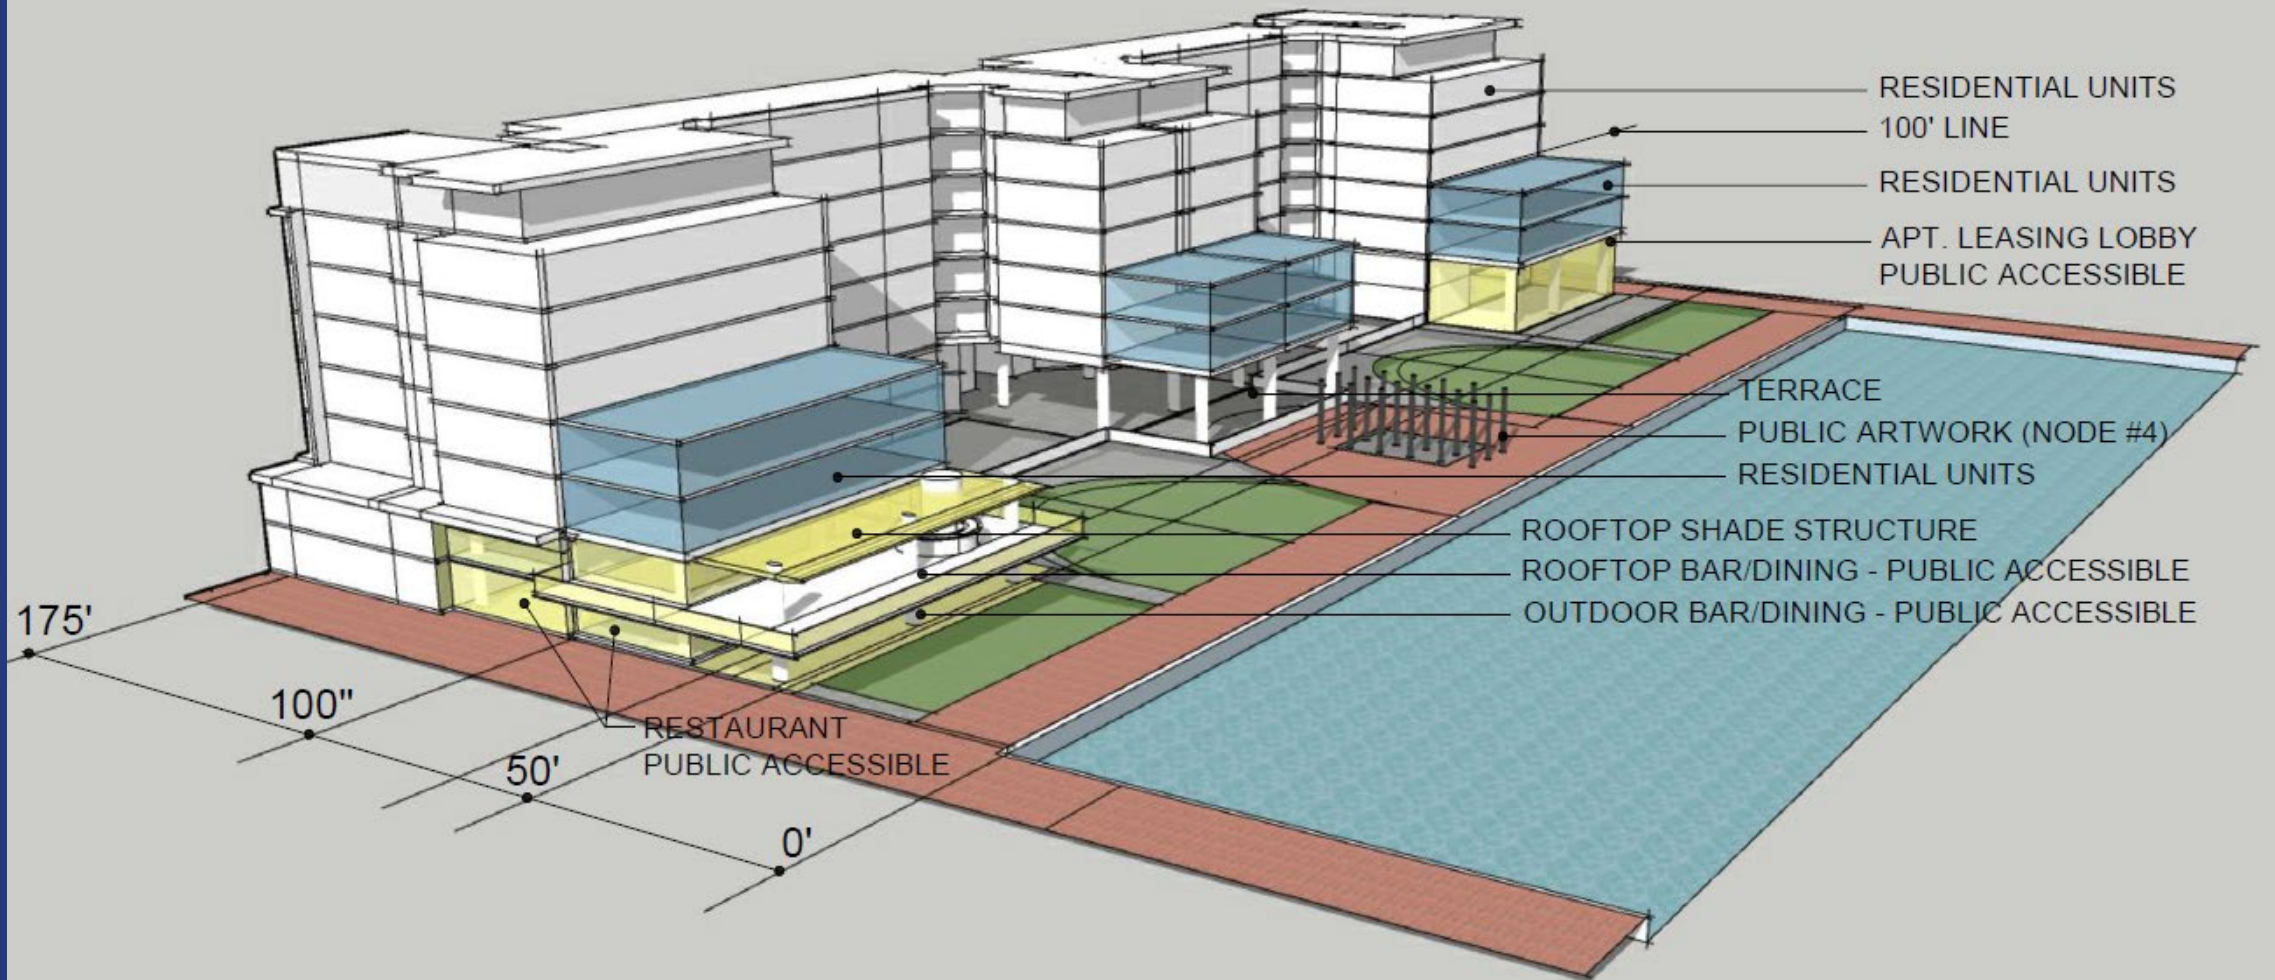 RESIDENTIAL UNITS
100' LINE
RESIDENTIAL UNITS
APT. LEASING LOBBY
PUBLIC ACCESSIBLE
TERRACE
PUBLIC ARTWORK (NODE #4)
RESIDENTIAL UNITS
ROOFTOP SHADE STRUCTURE
ROOFTOP BAR/DINING - PUBLIC ACCESSIBLE
OUTDOOR BAR/DINING - PUBLIC ACCESSIBLE
175'
100"
50'
0'
RESTAURANT
PUBLIC ACCESSIBLE